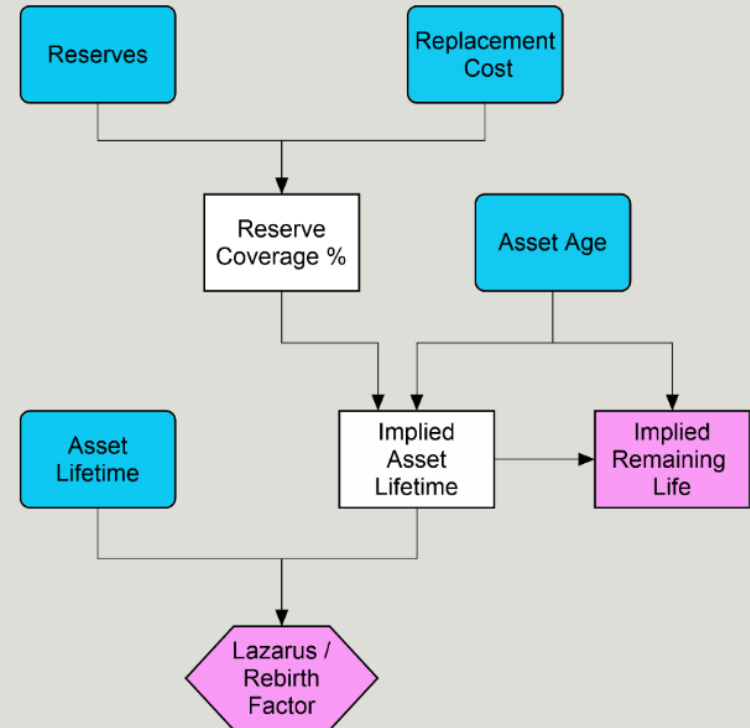 Reserves
Replacement
Cost
Reserve
Coverage %
Asset Age
Asset
Lifetime
Implied
Asset
Lifetime
Implied
Remaining
Life
Lazarus /
Rebirth
Factor